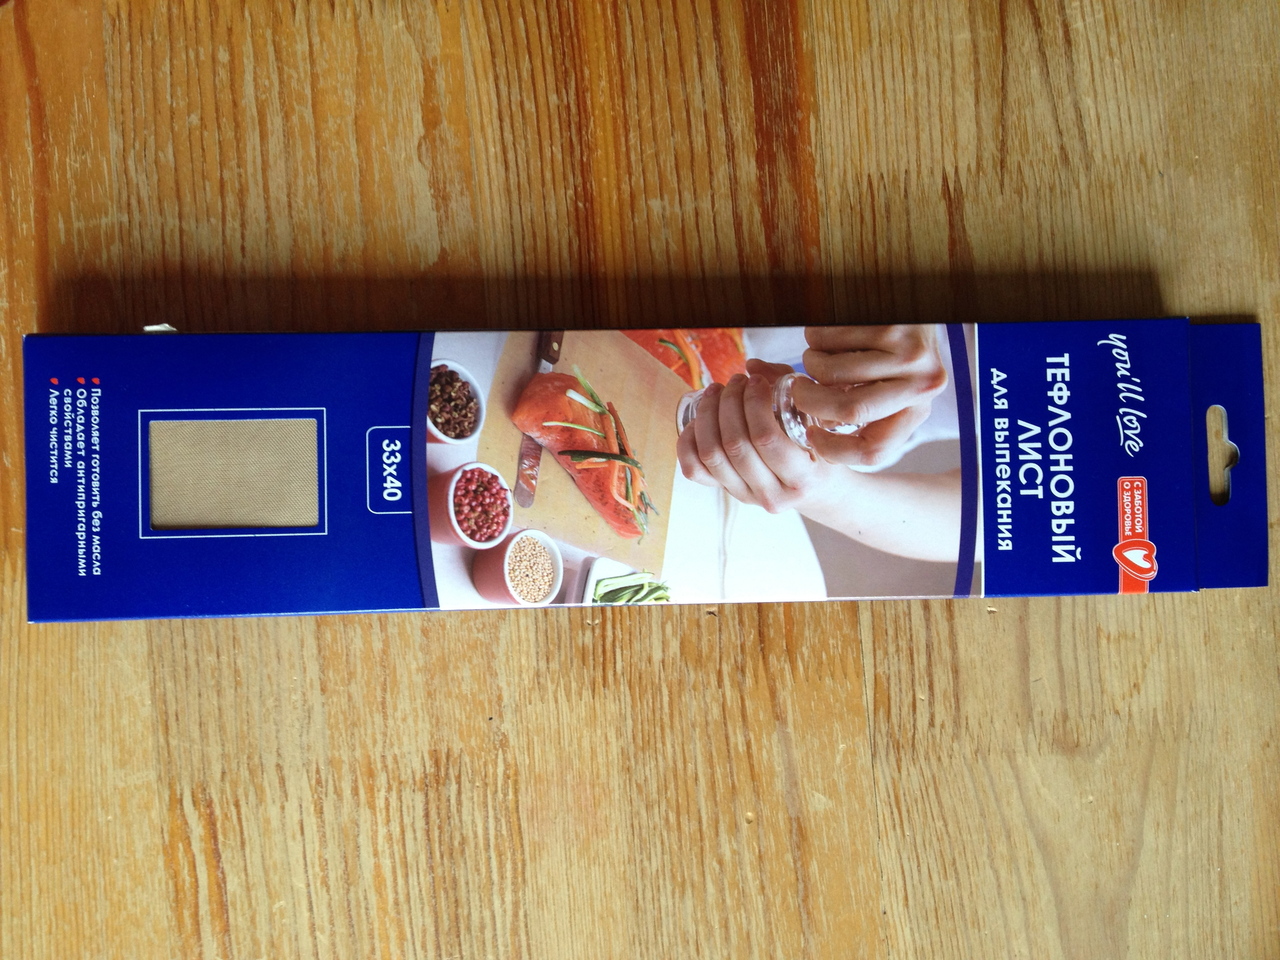 you'll love
С ЗАБОТОЙ
О ЗДОРОВЬЕ
ТЕФЛОНОВЫЙ
ЛИСТ
ДЛЯ ВЫПЕКАНИЯ
33x40
Позволяет готовить без масла
Обладает антипригарными
свойствами
Легко чистится